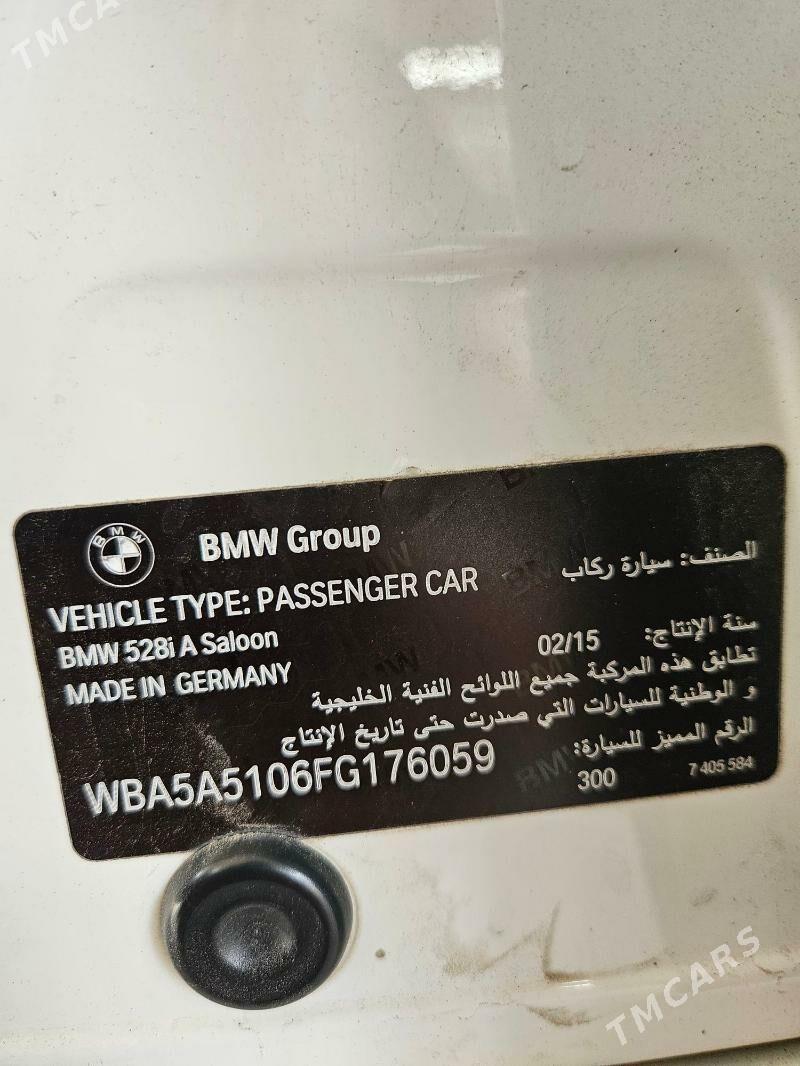 TMCARS
BMW
BMW Group
VEHICLE TYPE: PASSENGER CAR
الصنف: سيارة ركاب
BMW 528i A Saloon
سنة الإنتاج: 02/15
MADE IN GERMANY
تطابق هذه المركبة جميع اللوائح الفنية الخليجية
و الوطنية للسيارات التي صدرت حتى تاريخ الإنتاج
الرقم المميز للسيارة:
WBA5A5106FG176059
300
7 405 584
TMCARS